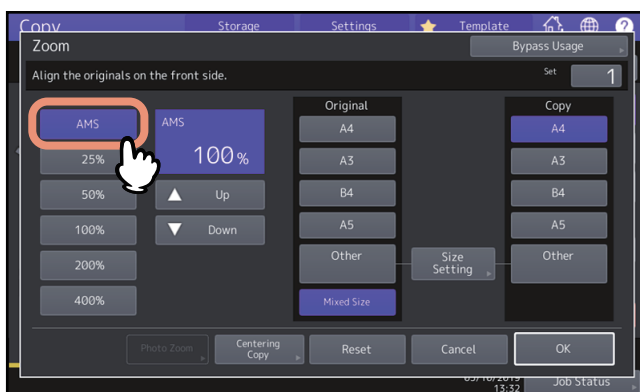 Copy
Storage
Settings
Template
?
Zoom
Bypass Usage
Align the originals on the front side.
Set
1
AMS
25%
50%
100%
200%
400%
AMS
100 %
Up
Down
Original
A4
A3
B4
A5
Other
Mixed Size
Size
Setting
Copy
A4
A3
B4
A5
Other
Photo Zoom
Centering
Copy
Reset
Cancel
OK
13:32
Job Status